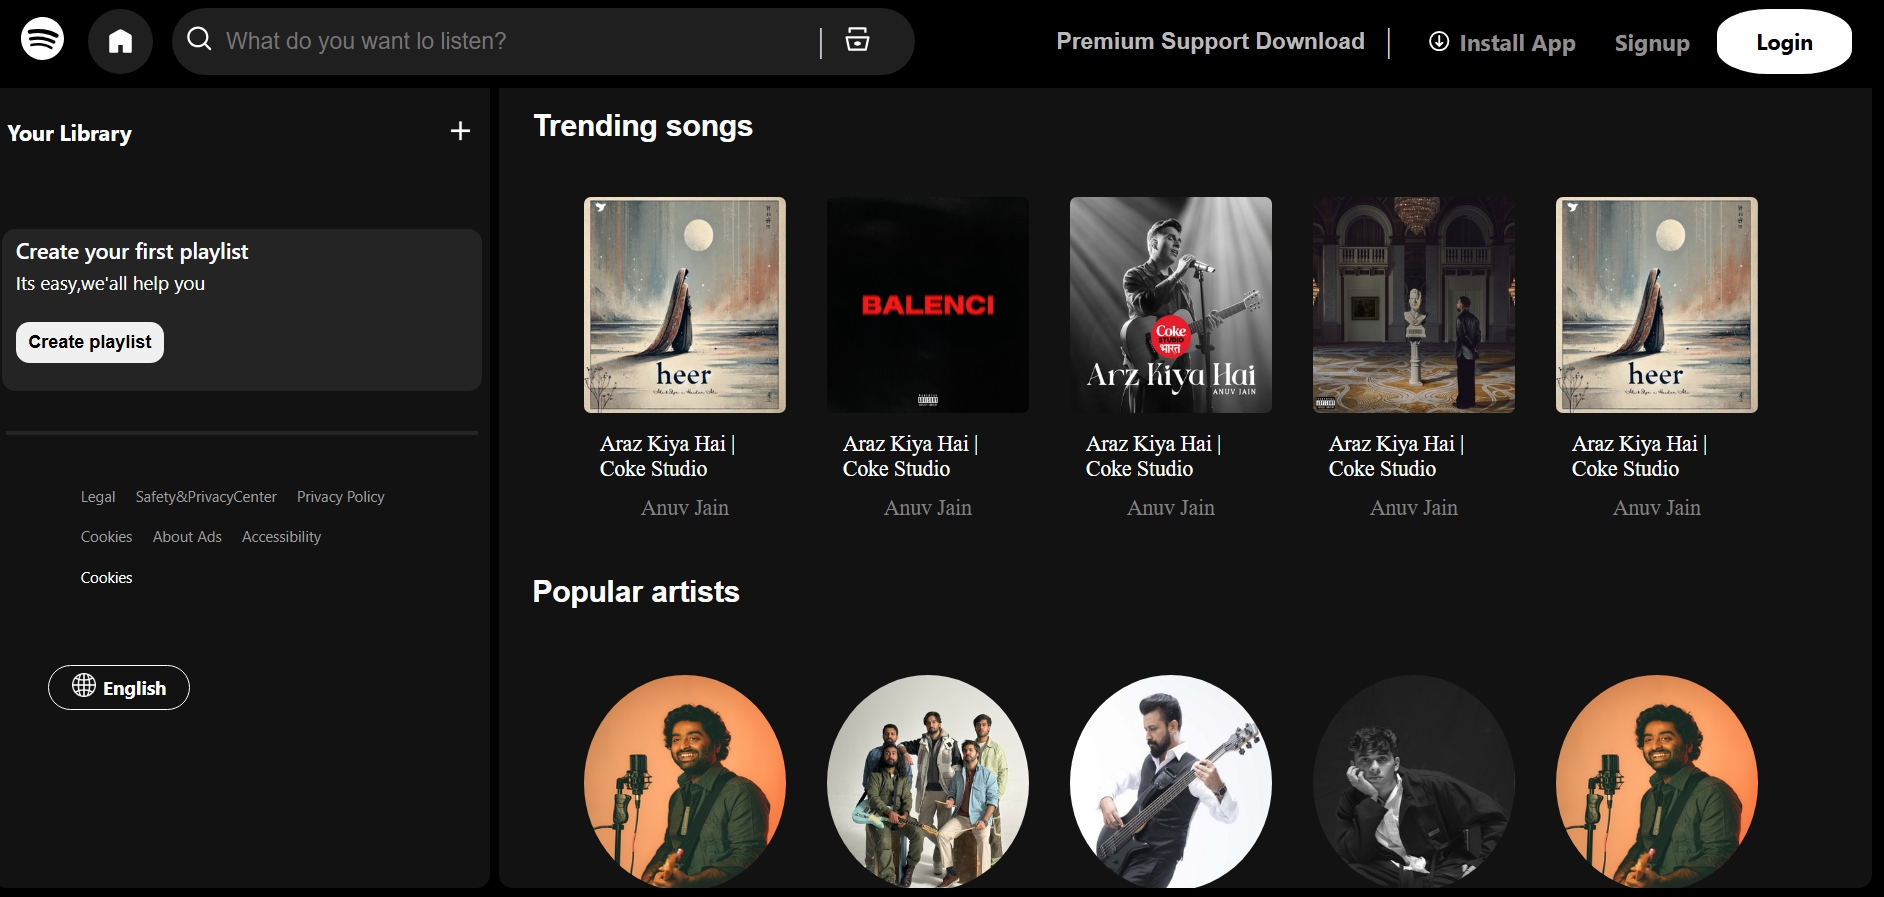 What do you want lo listen?
Premium Support Download
Install App
Signup
Login
Your Library
Create your first playlist
Its easy,we'all help you
Create playlist
Legal Safety&PrivacyCenter Privacy Policy
Cookies About Ads Accessibility
Cookies
English
Trending songs
heer
BALENCI
Coke
STUDIO
भारत
Arz Kiya Hai
ANUV JAIN
heer
Araz Kiya Hai |
Coke Studio
Anuv Jain
Araz Kiya Hai |
Coke Studio
Anuv Jain
Araz Kiya Hai |
Coke Studio
Anuv Jain
Araz Kiya Hai |
Coke Studio
Anuv Jain
Araz Kiya Hai |
Coke Studio
Anuv Jain
Popular artists